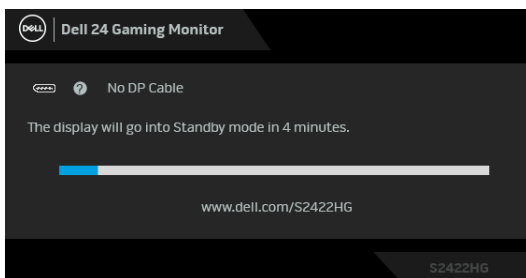 DELL
Dell 24 Gaming Monitor
? No DP Cable
The display will go into Standby mode in 4 minutes.
www.dell.com/S2422HG
S2422HG